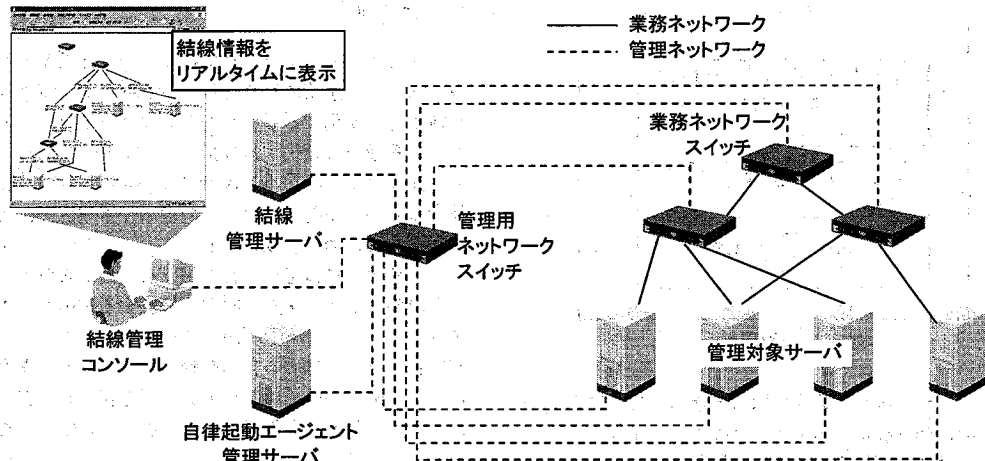 結線情報を
リアルタイムに表示
業務ネットワーク
管理ネットワーク
業務ネットワーク
スイッチ
結線
管理サーバ
管理用
ネットワーク
スイッチ
結線管理
コンソール
管理対象サーバ
自律起動エージェント
管理サーバ